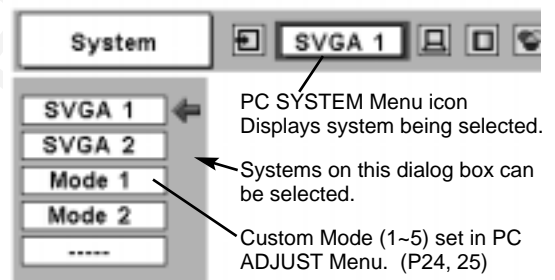 System
SVGA 1
SVGA 1
SVGA 2
Mode 1
Mode 2
-----
PC SYSTEM Menu icon
Displays system being selected.
Systems on this dialog box can
be selected.
Custom Mode (1~5) set in PC
ADJUST Menu. (P24, 25)